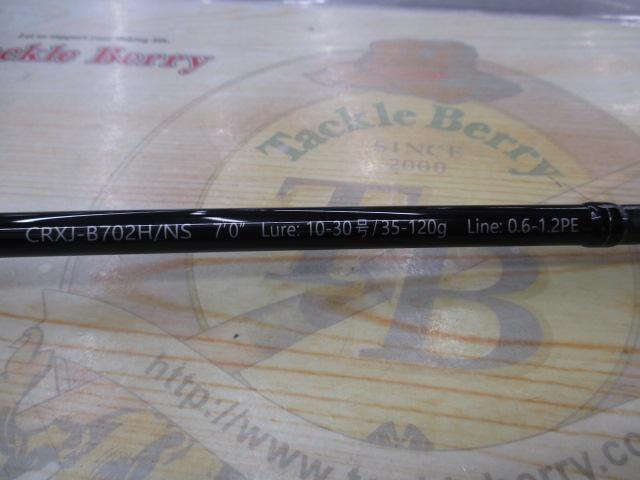 Tackle Berry
Tackle Berry
SINCE
2000
TB
CRXJ-B702H/NS 7'0" Lure: 10-30号/35-120g Line: 0.6-1.2PE
http://www.tackleberry.co